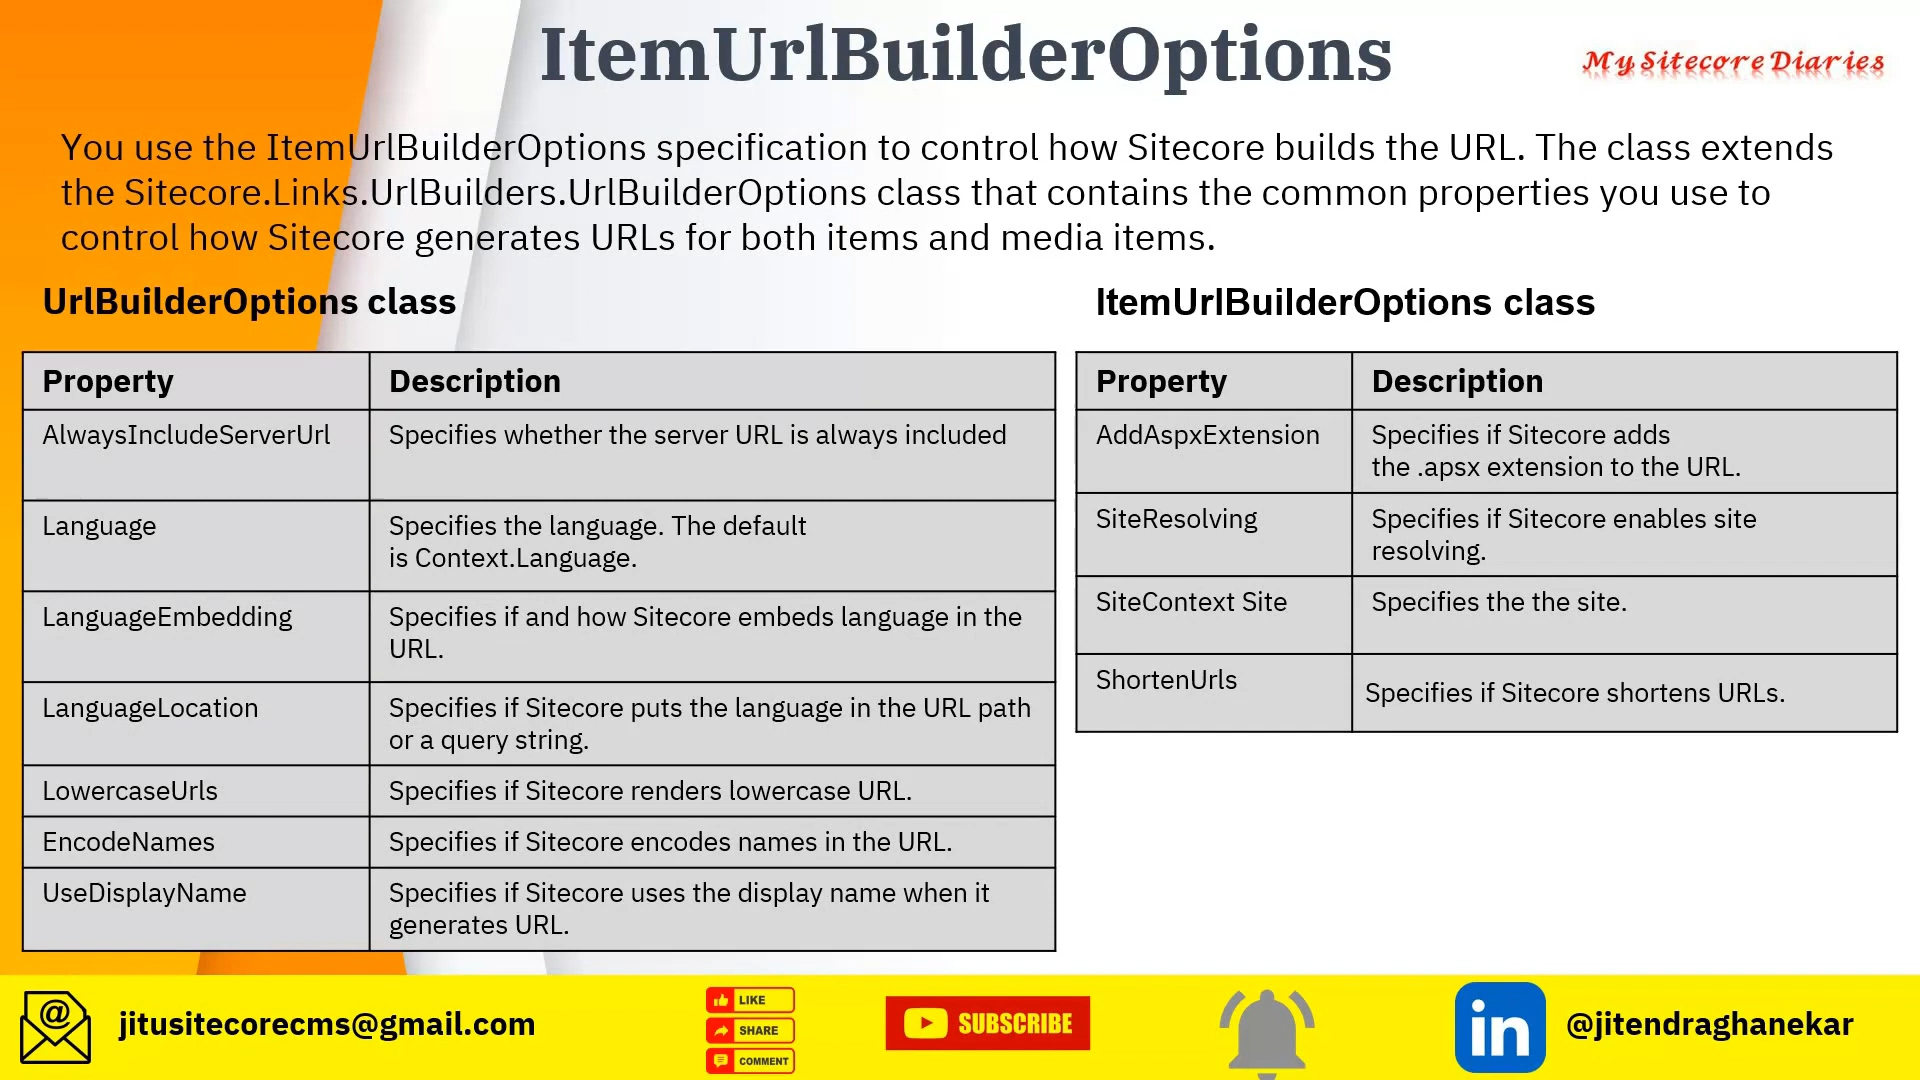 ItemUrlBuilderOptions
My Sitecore Diaries
You use the ItemUrlBuilderOptions specification to control how Sitecore builds the URL. The class extends
the Sitecore.Links.UrlBuilders.UrlBuilderOptions class that contains the common properties you use to
control how Sitecore generates URLs for both items and media items.
UrlBuilderOptions class
Property Description
AlwaysIncludeServerUrl Specifies whether the server URL is always included
Language Specifies the language. The default
is Context.Language.
LanguageEmbedding Specifies if and how Sitecore embeds language in the
URL.
LanguageLocation Specifies if Sitecore puts the language in the URL path
or a query string.
LowercaseUrls Specifies if Sitecore renders lowercase URL.
EncodeNames Specifies if Sitecore encodes names in the URL.
UseDisplayName Specifies if Sitecore uses the display name when it
generates URL.
ItemUrlBuilderOptions class
Property Description
AddAspxExtension Specifies if Sitecore adds
the .apsx extension to the URL.
SiteResolving Specifies if Sitecore enables site
resolving.
SiteContext Site Specifies the the site.
ShortenUrls Specifies if Sitecore shortens URLs.
jitusitecorecms@gmail.com
LIKE
SHARE
COMMENT
SUBSCRIBE
in
@jitendraghanekar